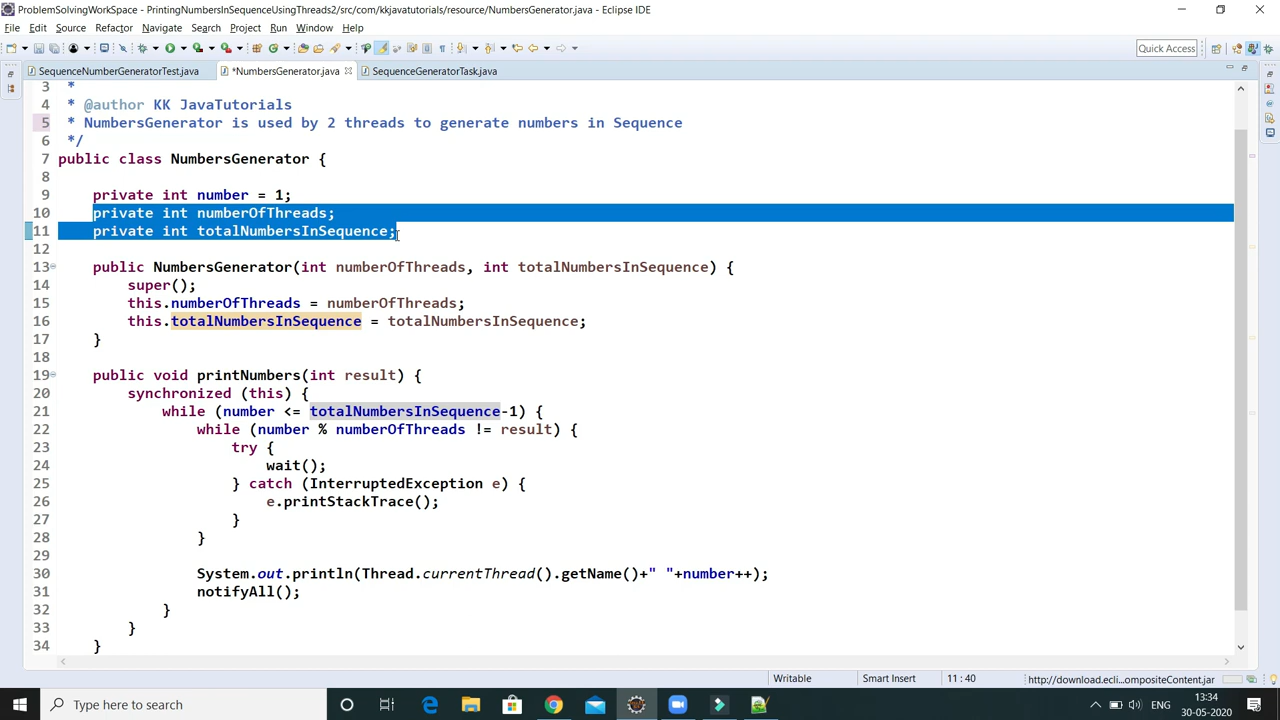 ProblemSolvingWorkSpace - PrintingNumbersInSequenceUsingThreads2/src/com/kkjavatutorials/resource/NumbersGenerator.java - Eclipse IDE
File Edit Source Refactor Navigate Search Project Run Window Help
Quick Access
SequenceNumberGeneratorTest.java *NumbersGenerator.java SequenceGeneratorTask.java
3 *
4 * @author KK JavaTutorials
5 * NumbersGenerator is used by 2 threads to generate numbers in Sequence
6 */
7 public class NumbersGenerator {
8
9 private int number = 1;
10 private int numberOfThreads;
11 private int totalNumbersInSequence;
12
13 public NumbersGenerator(int numberOfThreads, int totalNumbersInSequence) {
14 super();
15 this.numberOfThreads = numberOfThreads;
16 this.totalNumbersInSequence = totalNumbersInSequence;
17 }
18
19 public void printNumbers(int result) {
20 synchronized (this) {
21 while (number <= totalNumbersInSequence-1) {
22 while (number % numberOfThreads != result) {
23 try {
24 wait();
25 } catch (InterruptedException e) {
26 e.printStackTrace();
27 }
28 }
29
30 System.out.println(Thread.currentThread().getName()+" "+number++);
31 notifyAll();
32 }
33 }
34 }
Writable Smart Insert 11 : 40 http://download.ecli...ompositeContent.jar
Type here to search
ENG
13:34
30-05-2020